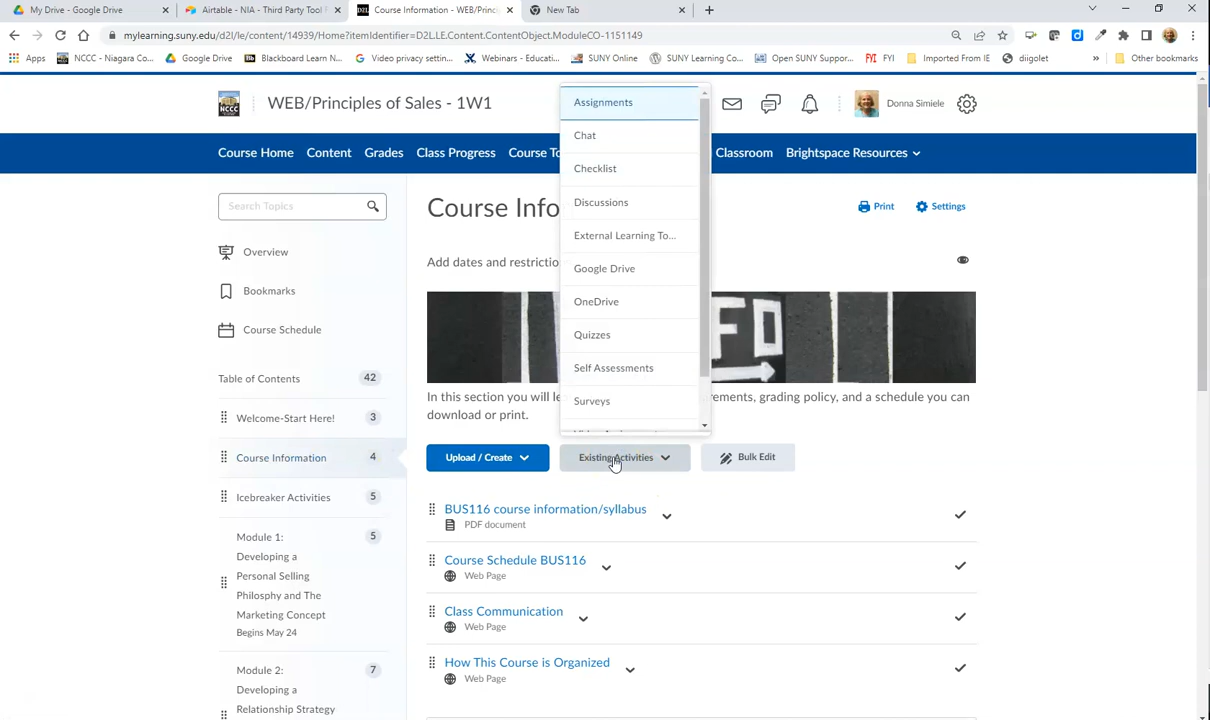 My Drive - Google Drive
Airtable - NIA - Third Party Tool
Course Information - WEB/Princi
New Tab
mylearning.suny.edu/d2l/le/content/14939/Home?itemIdentifier=D2L.LE.Content.ContentObject.ModuleCO-1151149
Apps
NCCC - Niagara Co...
Google Drive
Blackboard Learn N...
Google privacy setting...
Webinars - Educati...
SUNY Online
SUNY Learning Co...
Open SUNY Suppor...
FYI
Imported From IE
diigolet
»
Other bookmarks
NCCC
WEB/Principles of Sales - 1W1
Donna Simiele
Course Home
Content
Grades
Class Progress
Course To
Classroom
Brightspace Resources
Search Topics
Overview
Bookmarks
Course Schedule
Table of Contents 42
Welcome-Start Here! 3
Course Information 4
Icebreaker Activities 5
Module 1: 5
Developing a
Personal Selling
Philosphy and The
Marketing Concept
Begins May 24
Module 2: 7
Developing a
Relationship Strategy
Course Info
Print
Settings
Add dates and restrictio
FO
In this section you will le
rements, grading policy, and a schedule you can
download or print.
Assignments
Chat
Checklist
Discussions
External Learning To...
Google Drive
OneDrive
Quizzes
Self Assessments
Surveys
Upload / Create
Existing Activities
Bulk Edit
BUS116 course information/syllabus
PDF document
Course Schedule BUS116
Web Page
Class Communication
Web Page
How This Course is Organized
Web Page